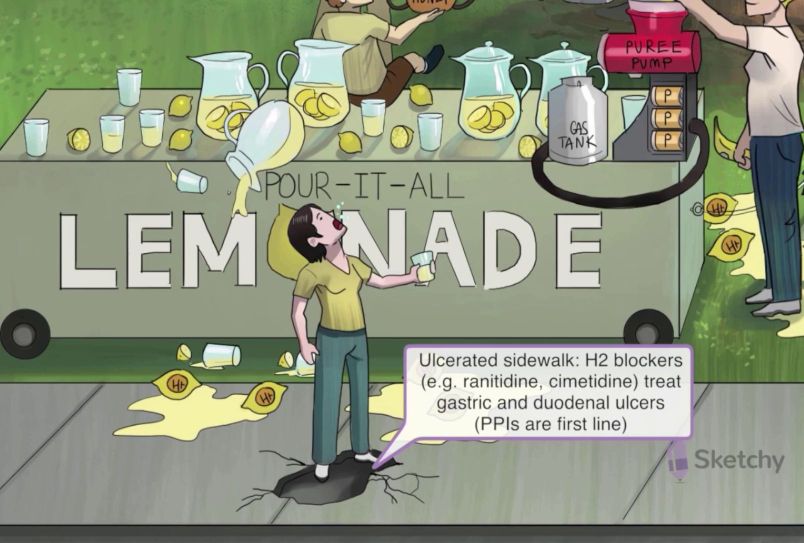 HONEY
PUREE
PUMP
P
P
P
GAS
TANK
POUR-IT-ALL
LEMONADE
H+
H+
H+
H+
Ulcerated sidewalk: H2 blockers
(e.g. ranitidine, cimetidine) treat
gastric and duodenal ulcers
(PPIs are first line)
Sketchy